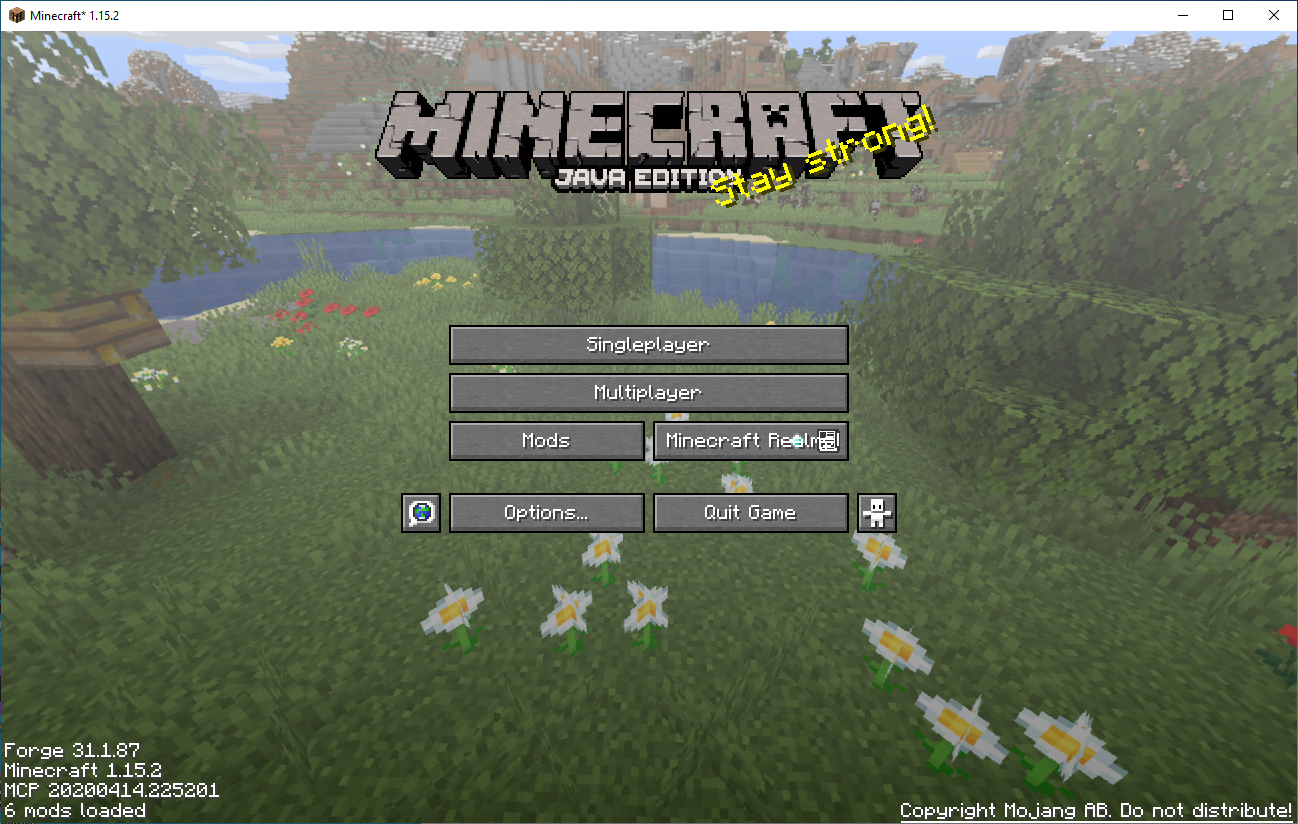 Minecraft* 1.15.2
MINECRAFT
JAVA EDITION
Stay strong!
Singleplayer
Multiplayer
Mods
Minecraft Realms
Options...
Quit Game
Forge 31.1.87
Minecraft 1.15.2
MCP 20200414.225201
6 mods loaded
Copyright Mojang AB. Do not distribute!